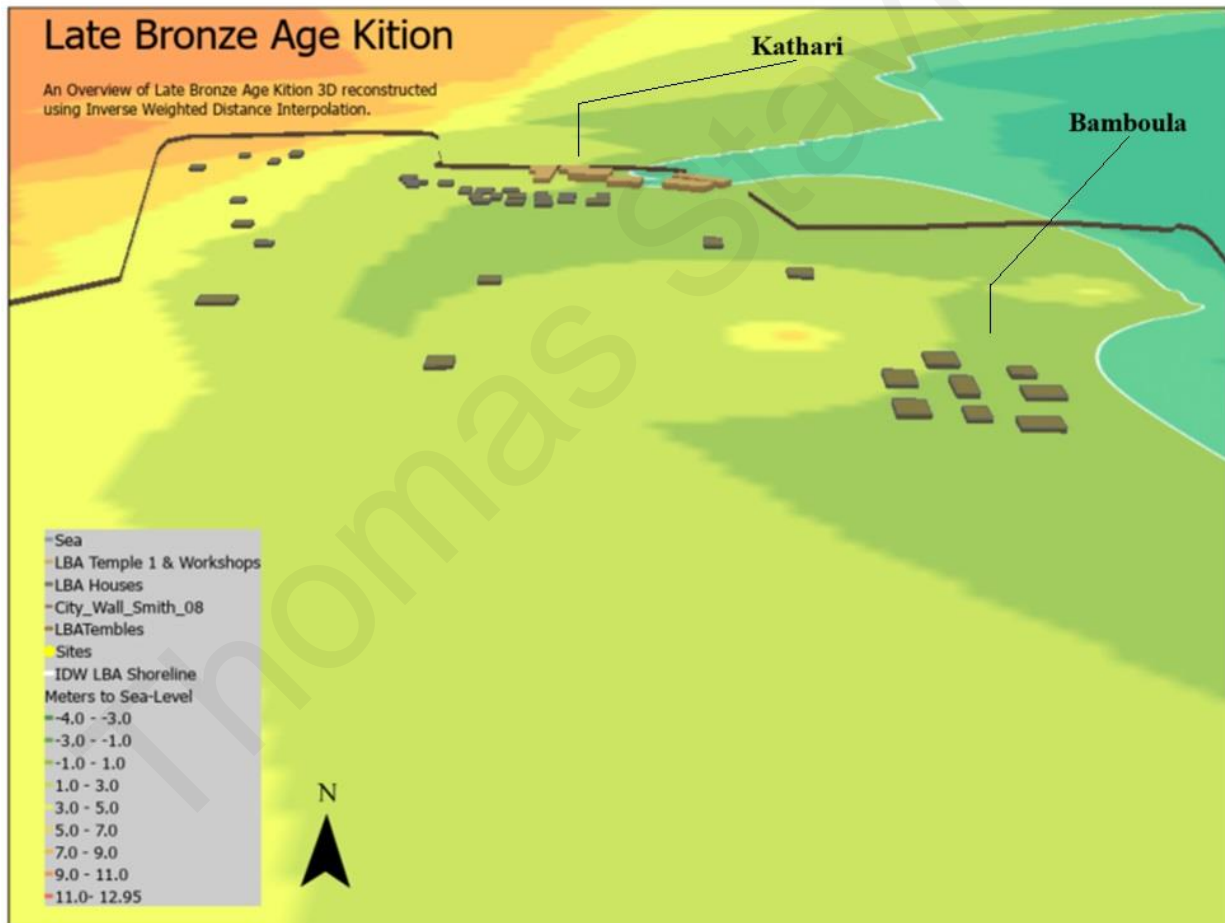 Late Bronze Age Kition
An Overview of Late Bronze Age Kition 3D reconstructed
using Inverse Weighted Distance Interpolation.
Kathari
Bamboula
Sea
LBA Temple 1 & Workshops
LBA Houses
City_Wall_Smith_08
LBATembles
Sites
IDW LBA Shoreline
Meters to Sea-Level
-4.0 - -3.0
-3.0 - -1.0
-1.0 - 1.0
1.0 - 3.0
3.0 - 5.0
5.0 - 7.0
7.0 - 9.0
9.0 - 11.0
11.0- 12.95
N